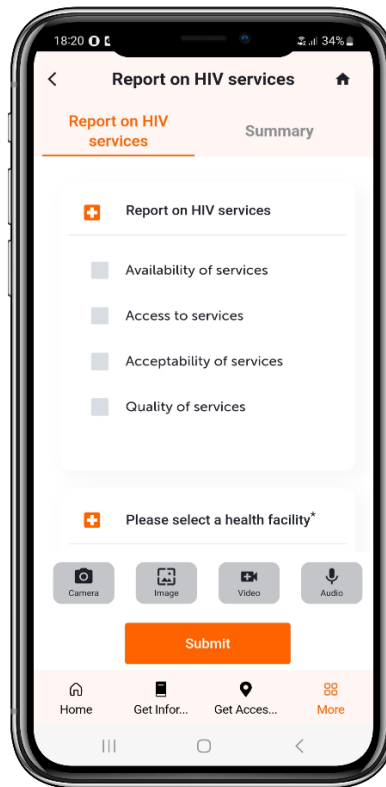 18:20
34%
Report on HIV services
Report on HIV
services
Summary
Report on HIV services
Availability of services
Access to services
Acceptability of services
Quality of services
Please select a health facility*
Camera
Image
Video
Audio
Submit
Home
Get Infor...
Get Acces...
More